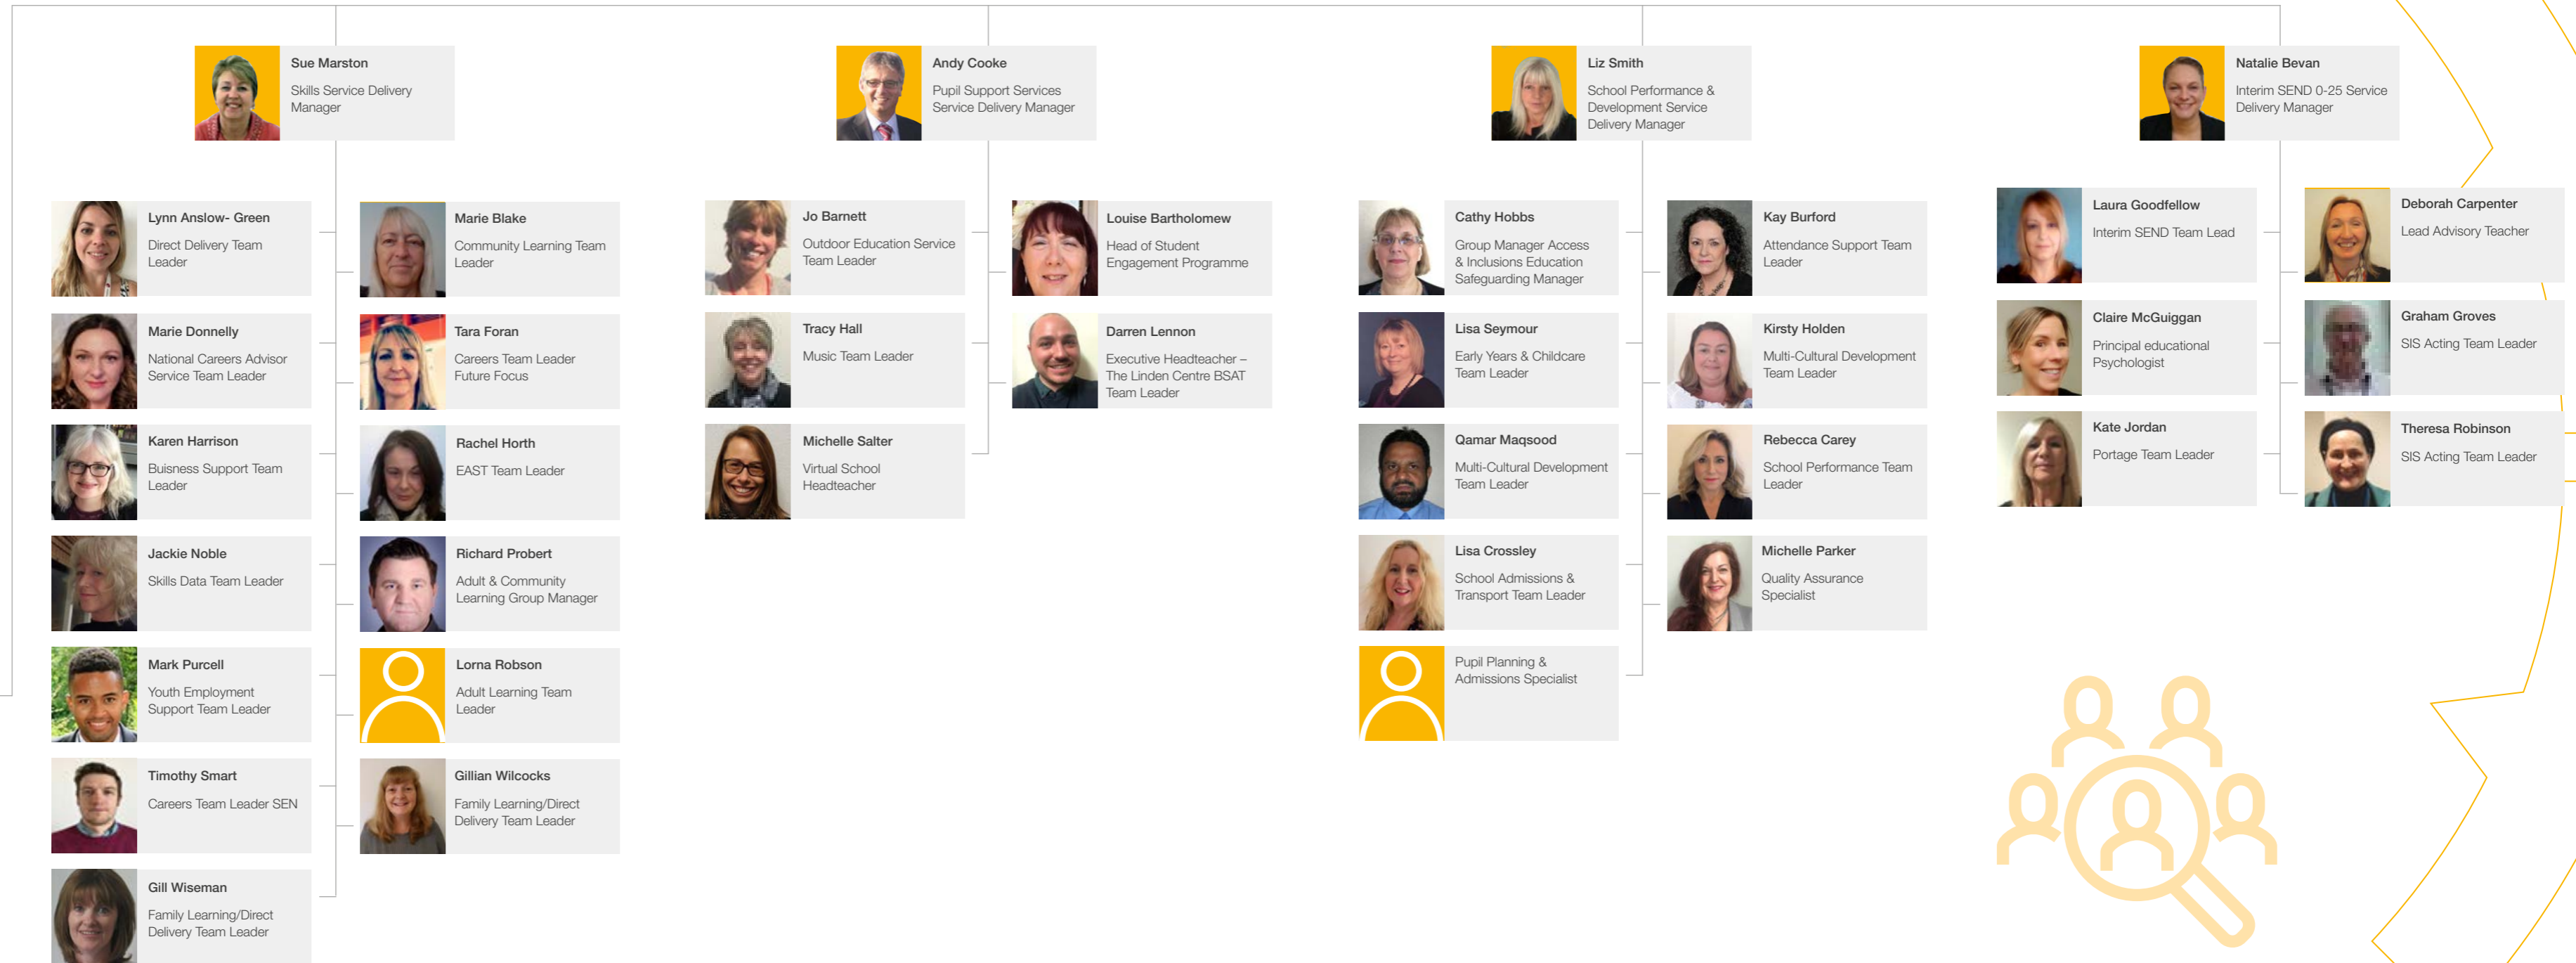 Sue Marston
Skills Service Delivery
Manager
Lynn Anslow- Green
Direct Delivery Team
Leader
Marie Donnelly
National Careers Advisor
Service Team Leader
Karen Harrison
Buisness Support Team
Leader
Jackie Noble
Skills Data Team Leader
Mark Purcell
Youth Employment
Support Team Leader
Timothy Smart
Careers Team Leader SEN
Gill Wiseman
Family Learning/Direct
Delivery Team Leader
Marie Blake
Community Learning Team
Leader
Tara Foran
Careers Team Leader
Future Focus
Rachel Horth
EAST Team Leader
Richard Probert
Adult & Community
Learning Group Manager
Lorna Robson
Adult Learning Team
Leader
Gillian Wilcocks
Family Learning/Direct
Delivery Team Leader
Andy Cooke
Pupil Support Services
Service Delivery Manager
Jo Barnett
Outdoor Education Service
Team Leader
Tracy Hall
Music Team Leader
Michelle Salter
Virtual School
Headteacher
Louise Bartholomew
Head of Student
Engagement Programme
Darren Lennon
Executive Headteacher –
The Linden Centre BSAT
Team Leader
Liz Smith
School Performance &
Development Service
Delivery Manager
Cathy Hobbs
Group Manager Access
& Inclusions Education
Safeguarding Manager
Lisa Seymour
Early Years & Childcare
Team Leader
Qamar Maqsood
Multi-Cultural Development
Team Leader
Lisa Crossley
School Admissions &
Transport Team Leader
Pupil Planning &
Admissions Specialist
Kay Burford
Attendance Support Team
Leader
Kirsty Holden
Multi-Cultural Development
Team Leader
Rebecca Carey
School Performance Team
Leader
Michelle Parker
Quality Assurance
Specialist
Natalie Bevan
Interim SEND 0-25 Service
Delivery Manager
Laura Goodfellow
Interim SEND Team Lead
Claire McGuiggan
Principal educational
Psychologist
Kate Jordan
Portage Team Leader
Deborah Carpenter
Lead Advisory Teacher
Graham Groves
SIS Acting Team Leader
Theresa Robinson
SIS Acting Team Leader